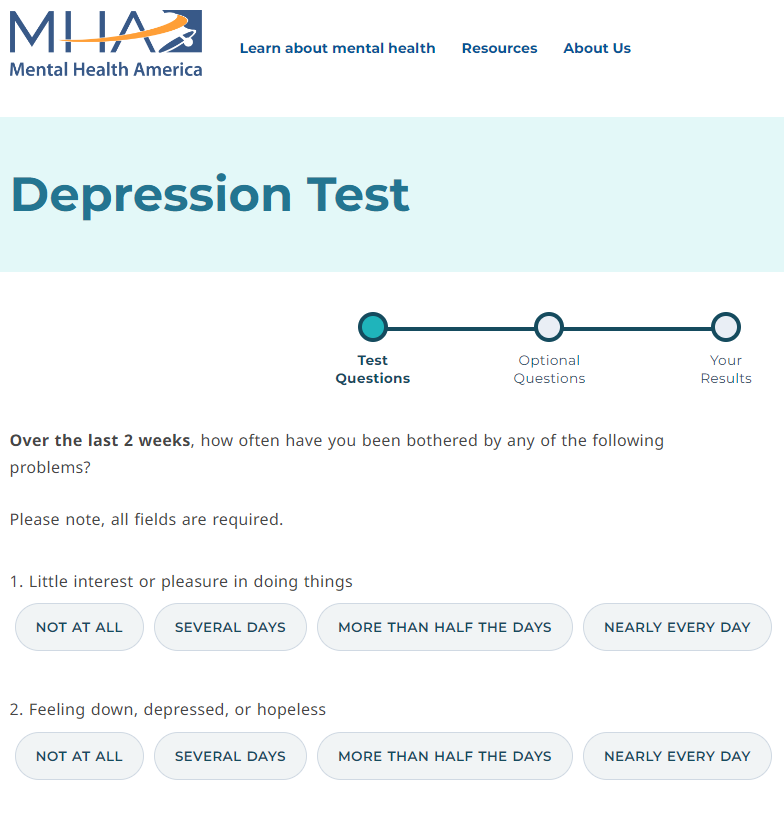 MHA
Mental Health America
Learn about mental health Resources About Us
Depression Test
Test Optional Your
Questions Questions Results
Over the last 2 weeks, how often have you been bothered by any of the following
problems?
Please note, all fields are required.
1. Little interest or pleasure in doing things
NOT AT ALL SEVERAL DAYS MORE THAN HALF THE DAYS NEARLY EVERY DAY
2. Feeling down, depressed, or hopeless
NOT AT ALL SEVERAL DAYS MORE THAN HALF THE DAYS NEARLY EVERY DAY